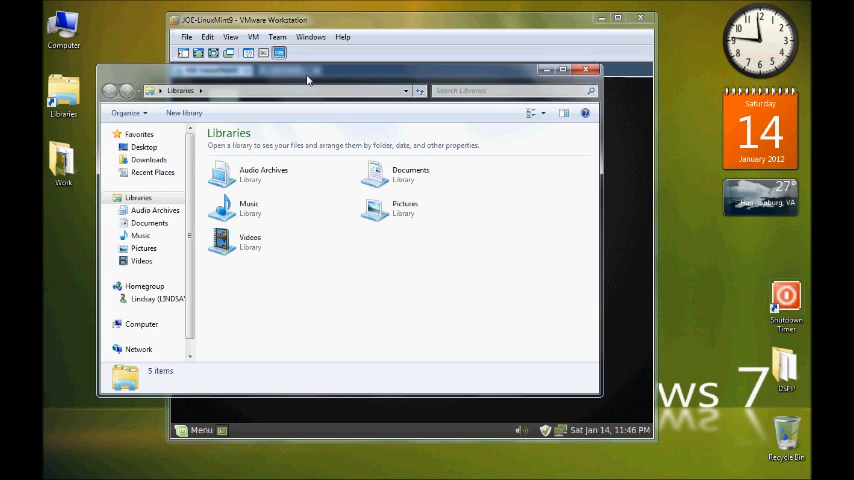 Computer
Libraries
Work
JOE-LinuxMint9 - VMware Workstation
File Edit View VM Team Windows Help
Libraries
Search Libraries
Organize New library
Favorites
Desktop
Downloads
Recent Places
Libraries
Audio Archives
Documents
Music
Pictures
Videos
Homegroup
Lindsay (LINDSAY
Computer
Network
Libraries
Open a library to see your files and arrange them by folder, date, and other properties.
Audio Archives
Library
Documents
Library
Music
Library
Pictures
Library
Videos
Library
5 items
Menu
Sat Jan 14, 11:46 PM
Saturday
14
January 2012
27°
Harrisonburg, VA
Shutdown
Timer
DSPP
ws 7
Recycle Bin